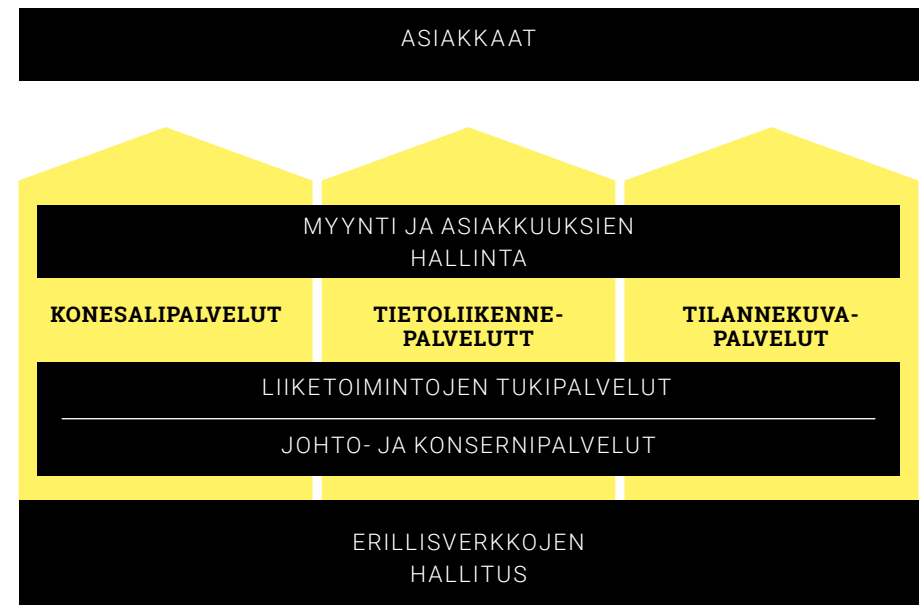 ASIAKKAAT
MYYNTI JA ASIAKKUUKSIEN
HALLINTA
KONESALIPALVELUT
TIETOLIIKENNE-
PALVELUTT
TILANNEKUVA-
PALVELUT
LIIKETOIMINTOJEN TUKIPALVELUT
JOHTO- JA KONSERNIPALVELUT
ERILLISVERKKOJEN
HALLITUS